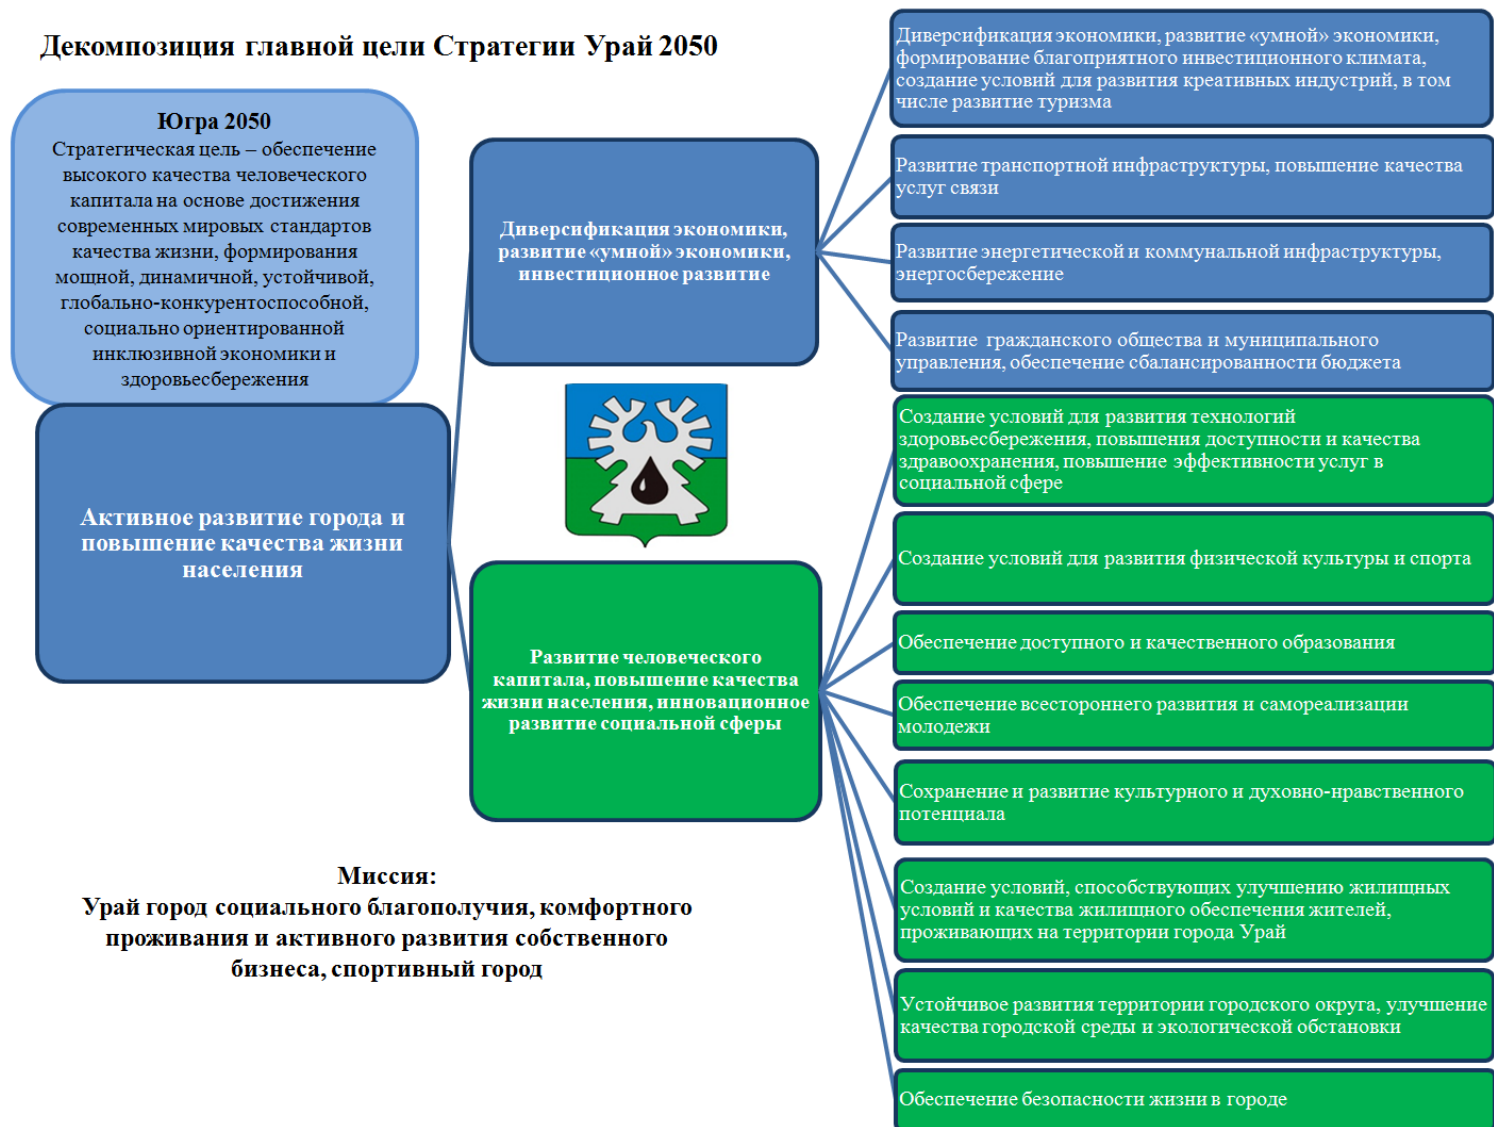 Декомпозиция главной цели Стратегии Урай 2050
Югра 2050
Стратегическая цель – обеспечение
высокого качества человеческого
капитала на основе достижения
современных мировых стандартов
качества жизни, формирования
мощной, динамичной, устойчивой,
глобально-конкурентоспособной,
социально ориентированной
инклюзивной экономики и
здоровьесбережения
Активное развитие города и
повышение качества жизни
населения
Диверсификация экономики,
развитие «умной» экономики,
инвестиционное развитие
Развитие человеческого
капитала, повышение качества
жизни населения, инновационное
развитие социальной сферы
Диверсификация экономики, развитие «умной» экономики,
формирование благоприятного инвестиционного климата,
создание условий для развития креативных индустрий, в том
числе развитие туризма
Развитие транспортной инфраструктуры, повышение качества
услуг связи
Развитие энергетической и коммунальной инфраструктуры,
энергосбережение
Развитие гражданского общества и муниципального
управления, обеспечение сбалансированности бюджета
Создание условий для развития технологий
здоровьесбережения, повышения доступности и качества
здравоохранения, повышение эффективности услуг в
социальной сфере
Создание условий для развития физической культуры и спорта
Обеспечение доступного и качественного образования
Обеспечение всестороннего развития и самореализации
молодежи
Сохранение и развитие культурного и духовно-нравственного
потенциала
Создание условий, способствующих улучшению жилищных
условий и качества жилищного обеспечения жителей,
проживающих на территории города Урай
Устойчивое развития территории городского округа, улучшение
качества городской среды и экологической обстановки
Обеспечение безопасности жизни в городе
Миссия:
Урай город социального благополучия, комфортного
проживания и активного развития собственного
бизнеса, спортивный город